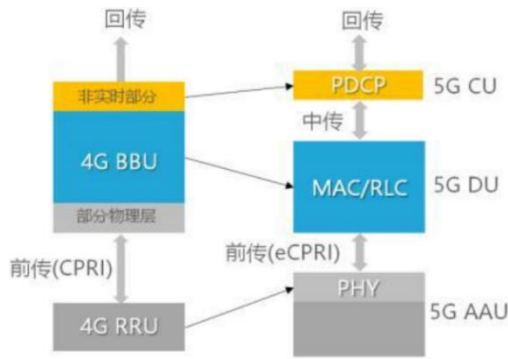 回传
非实时部分
4G BBU
部分物理层
前传(CPRI)
4G RRU
回传
PDCP
5G CU
中传
MAC/RLC
5G DU
前传(eCPRI)
PHY
5G AAU